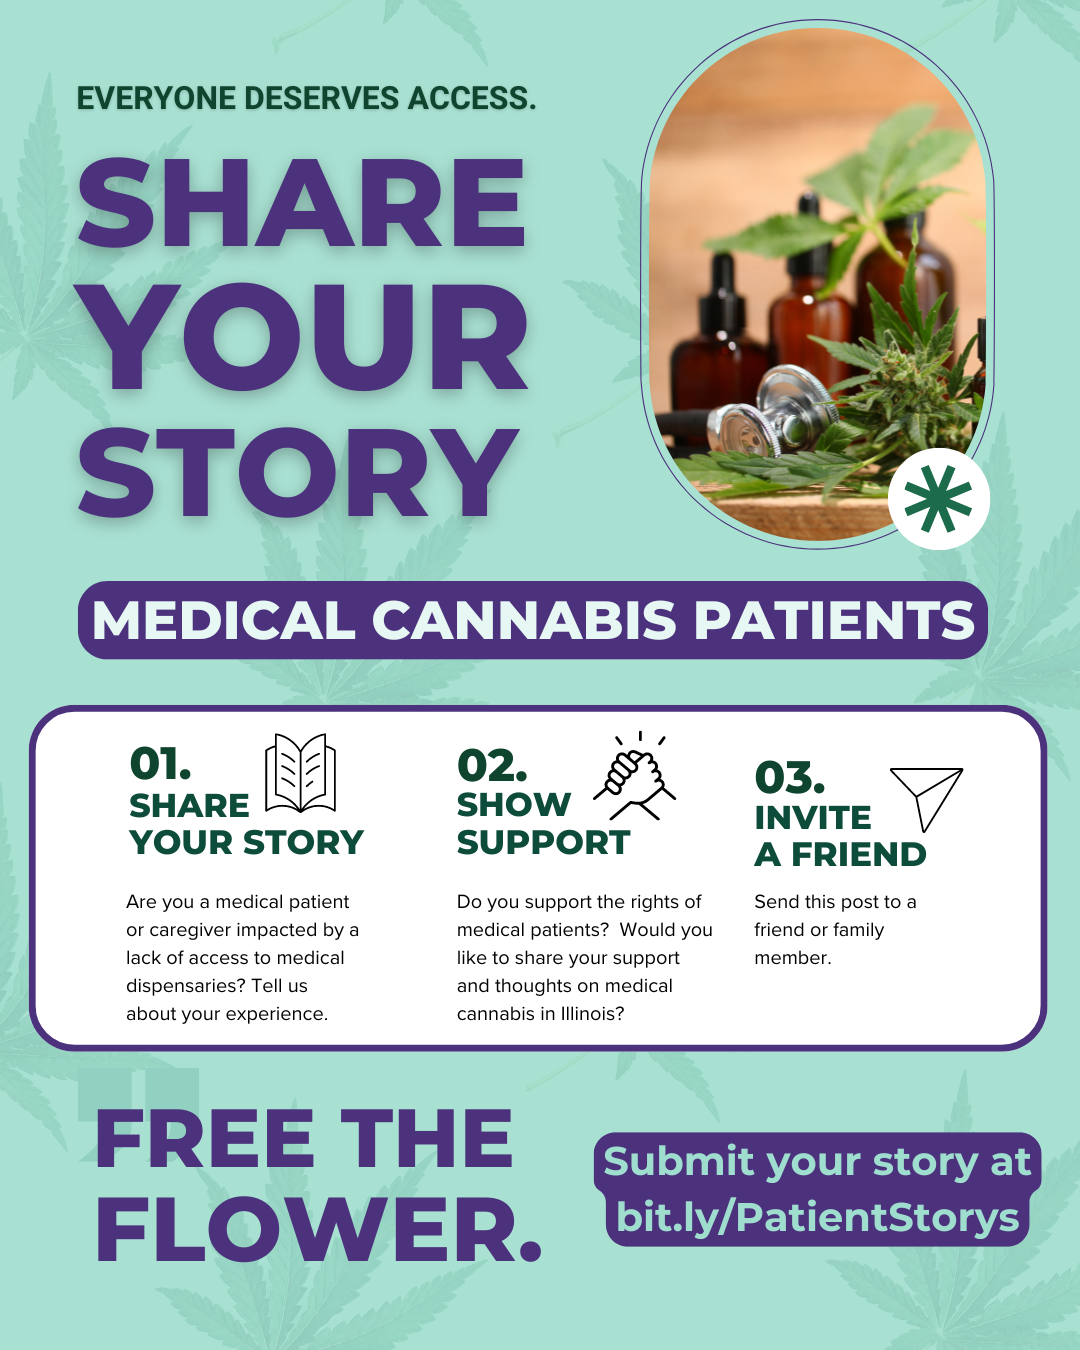 EVERYONE DESERVES ACCESS.
SHARE
YOUR
STORY
MEDICAL CANNABIS PATIENTS
01.
SHARE
YOUR STORY
Are you a medical patient
or caregiver impacted by a
lack of access to medical
dispensaries? Tell us
about your experience.
02.
SHOW
SUPPORT
Do you support the rights of
medical patients?  Would you
like to share your support
and thoughts on medical
cannabis in Illinois?
03.
INVITE
A FRIEND
Send this post to a
friend or family
member.
FREE THE
FLOWER.
Submit your story at
bit.ly/PatientStorys